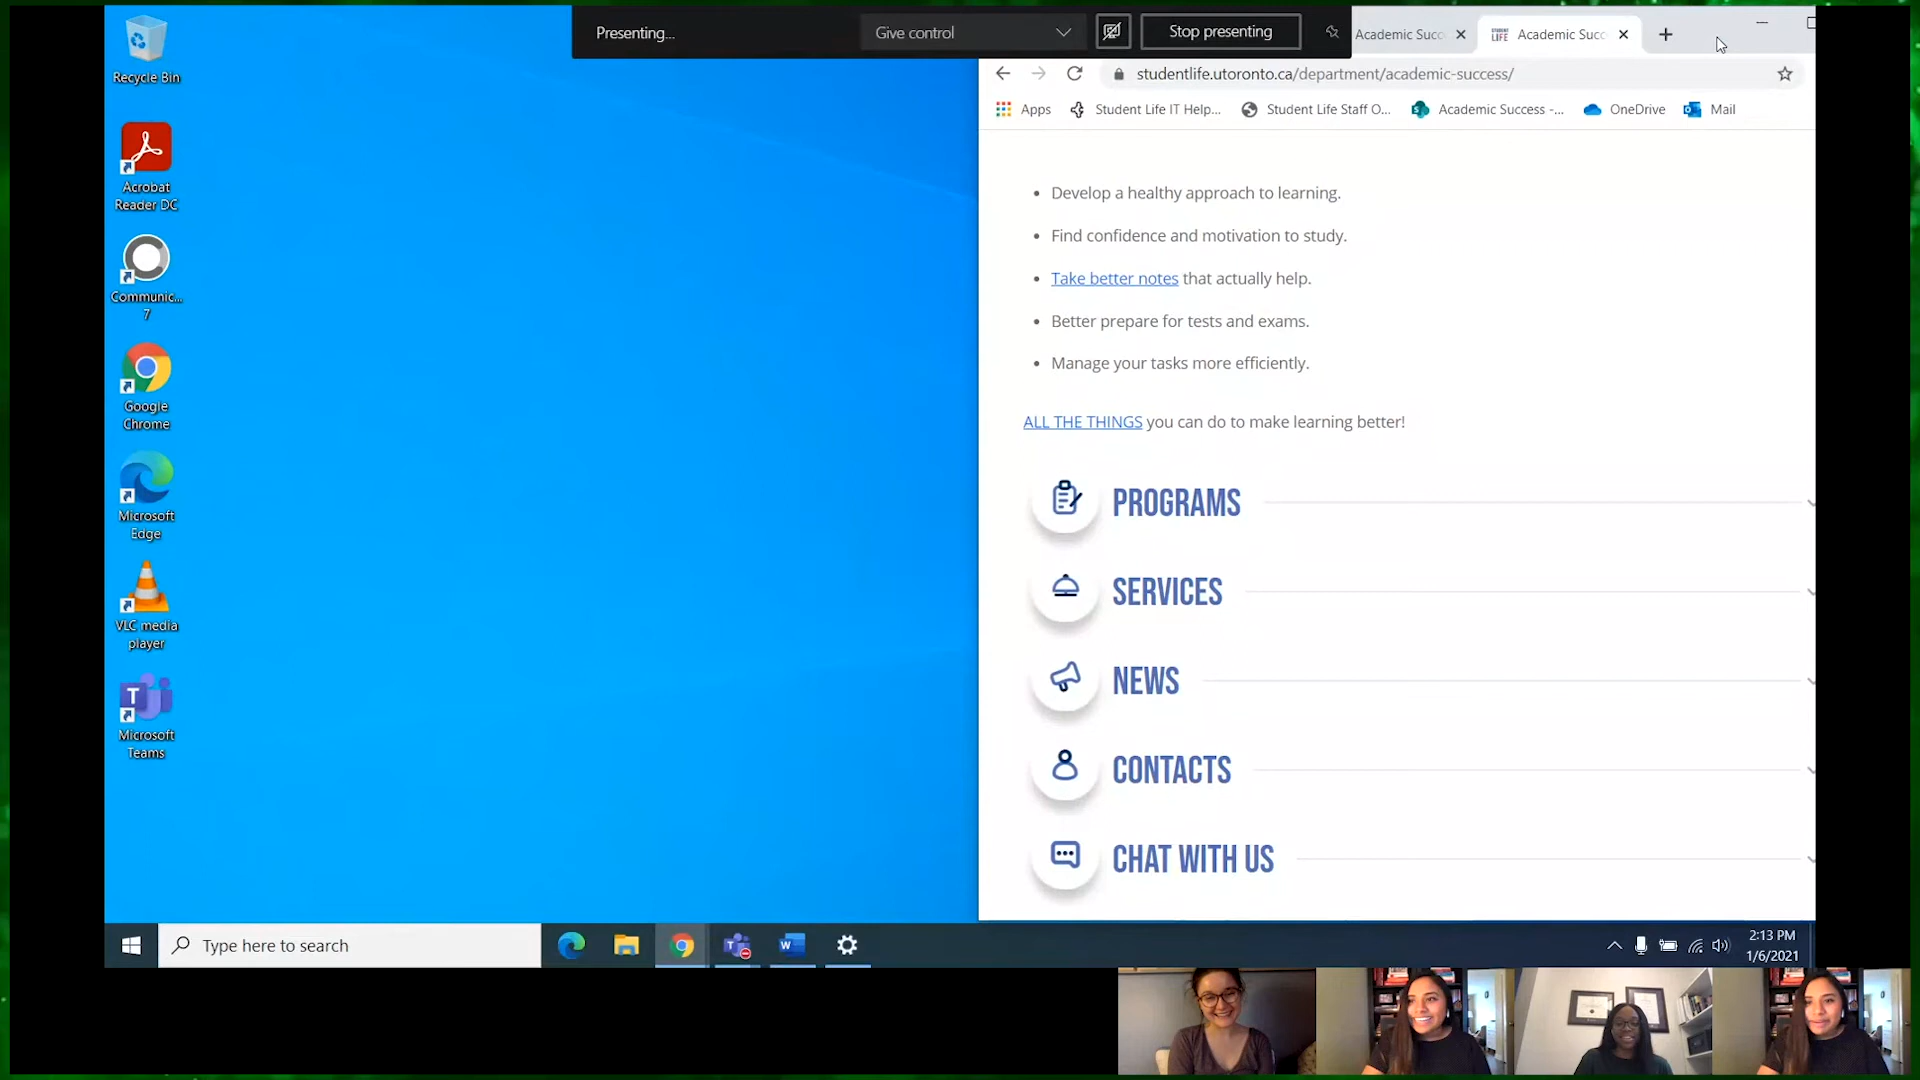 Presenting...
Give control
Stop presenting
Academic Succ
STUDENT LIFE
Academic Succ
studentlife.utoronto.ca/department/academic-success/
Apps
Student Life IT Help...
Student Life Staff O...
Academic Success -...
OneDrive
Mail
Recycle Bin
Acrobat
Reader DC
Communic...
7
Google
Chrome
Microsoft
Edge
VLC media
player
T
Microsoft
Teams
Develop a healthy approach to learning.
Find confidence and motivation to study.
Take better notes that actually help.
Better prepare for tests and exams.
Manage your tasks more efficiently.
ALL THE THINGS you can do to make learning better!
PROGRAMS
SERVICES
NEWS
CONTACTS
CHAT WITH US
Type here to search
W
2:13 PM
1/6/2021